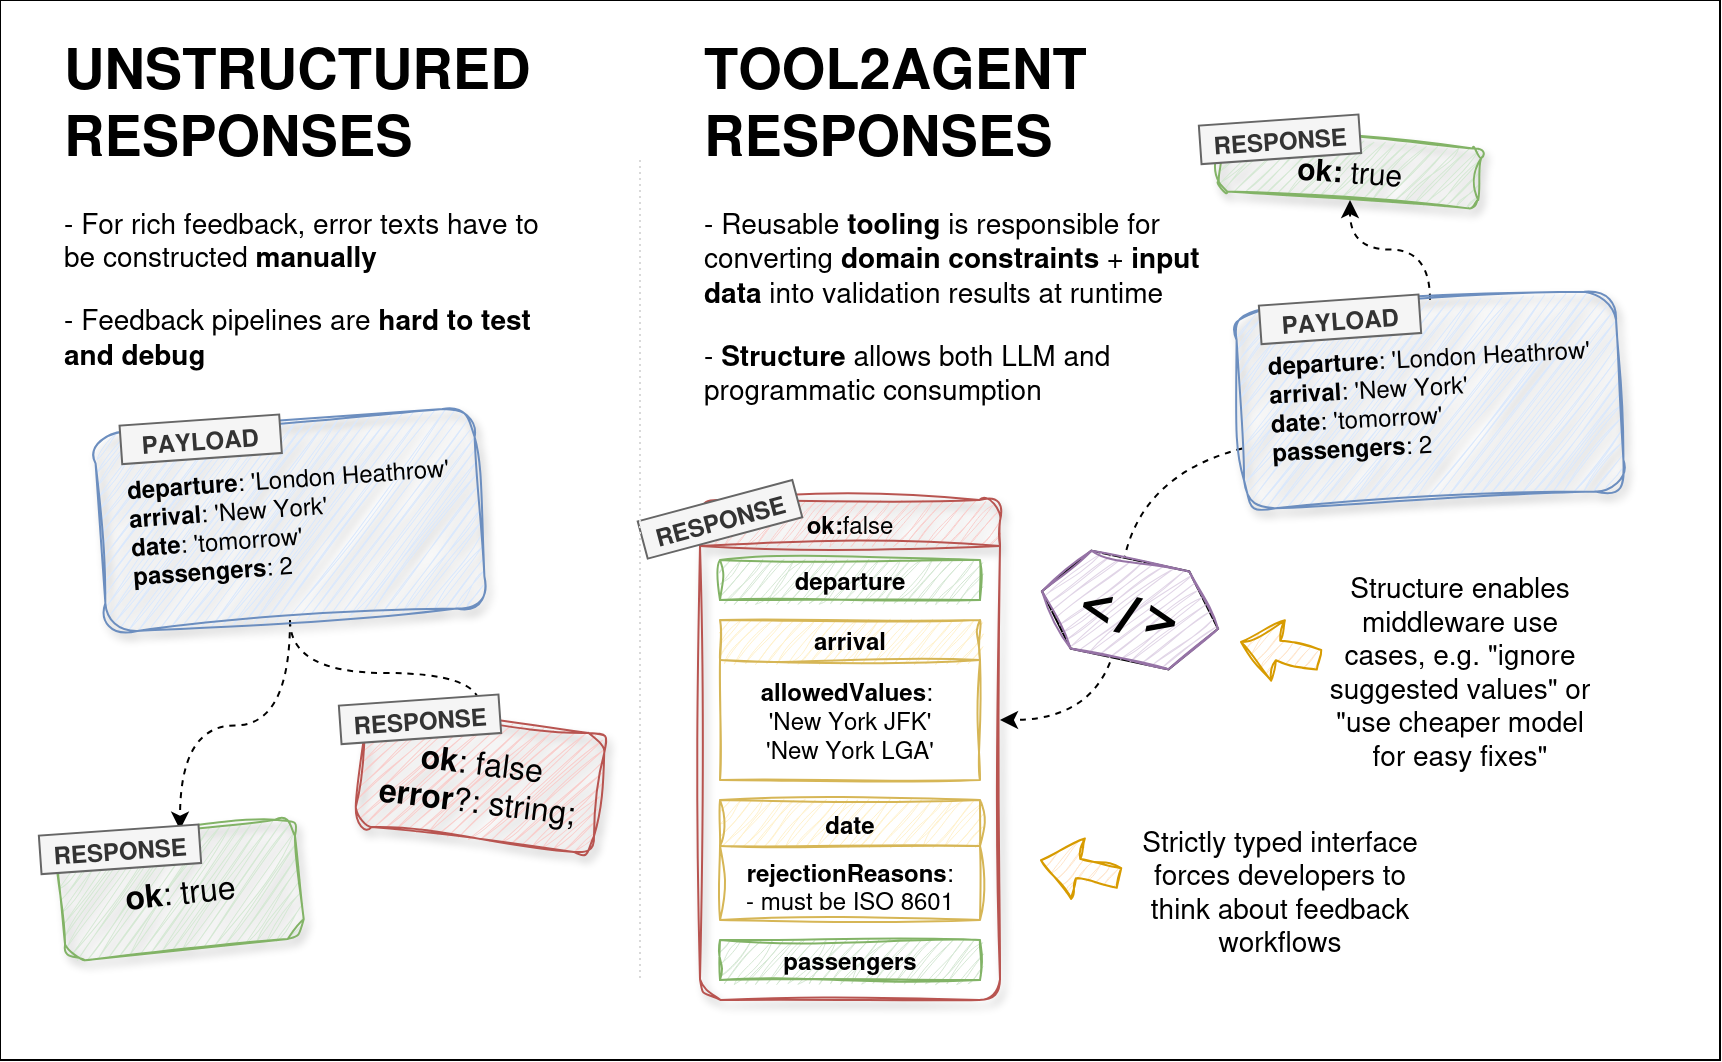 UNSTRUCTURED
RESPONSES
- For rich feedback, error texts have to
be constructed manually
- Feedback pipelines are hard to test
and debug
PAYLOAD
departure: 'London Heathrow'
arrival: 'New York'
date: 'tomorrow'
passengers: 2
RESPONSE
ok: false
error?: string;
RESPONSE
ok: true
TOOL2AGENT
RESPONSES
- Reusable tooling is responsible for
converting domain constraints + input
data into validation results at runtime
- Structure allows both LLM and
programmatic consumption
RESPONSE
ok: true
PAYLOAD
departure: 'London Heathrow'
arrival: 'New York'
date: 'tomorrow'
passengers: 2
</>
RESPONSE
ok:false
departure
arrival
allowedValues:
'New York JFK'
'New York LGA'
date
rejectionReasons:
- must be ISO 8601
passengers
Structure enables
middleware use
cases, e.g. "ignore
suggested values" or
"use cheaper model
for easy fixes"
Strictly typed interface
forces developers to
think about feedback
workflows